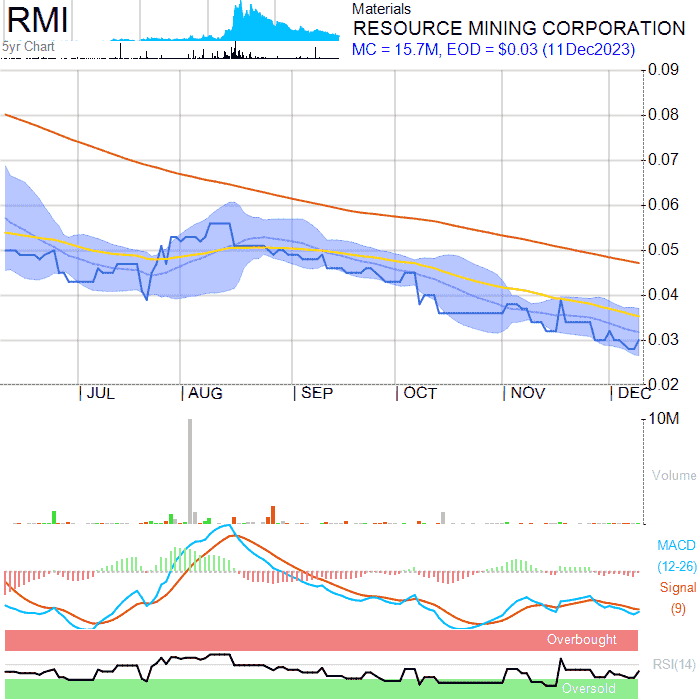 RMI
5yr Chart
Materials
RESOURCE MINING CORPORATION
MC = 15.7M, EOD = $0.03 (11Dec2023)
0.09
0.08
0.07
0.06
0.05
0.04
0.03
0.02
JUL AUG SEP OCT NOV DEC
10M
Volume
MACD
(12-26)
Signal
(9)
Overbought
RSI(14)
Oversold